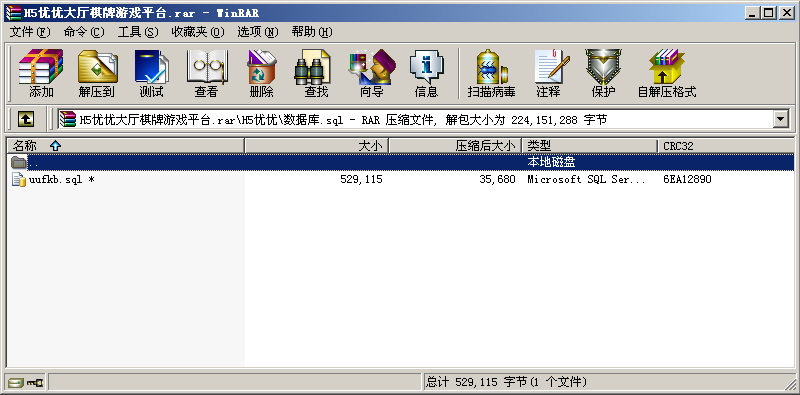 H5优优大厅棋牌游戏平台.rar - WinRAR
文件(F) 命令(C) 工具(S) 收藏夹(O) 选项(N) 帮助(H)
添加 解压到 测试 查看 删除 查找 向导 信息 扫描病毒 注释 保护 自解压格式
H5优优大厅棋牌游戏平台.rar\H5优优\数据库.sql - RAR 压缩文件, 解包大小为 224,151,288 字节
名称 大小 压缩后大小 类型 CRC32
.. 本地磁盘
uufkb.sql * 529,115 35,680 Microsoft SQL Ser... 6EA12890
总计 529,115 字节(1 个文件)